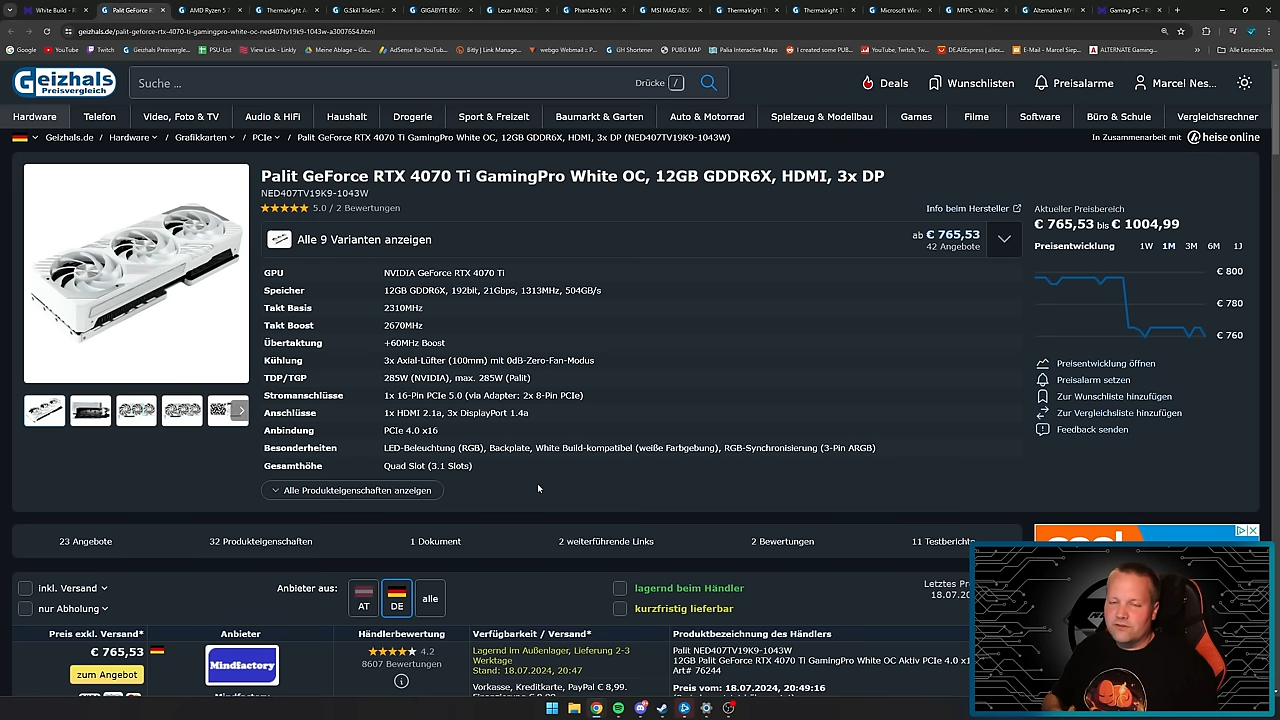 White Build - F
Palit GeForce R
AMD Ryzen 5 7
Thermalright A
G.Skill Trident Z
GIGABYTE B65
Lexar NM620 2
Phanteks NV5
MSI MAG A85
Thermalright T
Thermalright T
Microsoft Win
MYPC - White
Alternative MY
Gaming PC - R
geizhals.de/palit-geforce-rtx-4070-ti-gamingpro-white-oc-ned407tv19k9-1043w-a3007654.html
Google
YouTube
Twitch
Geizhals Preisverglei...
PSU-List
View Link - Linkly
Meine Ablage – Go...
AdSense für YouTub...
Bitly | Link Manage...
webgo Webmail = P...
GH Störtener
PUBG MAP
Palia Interactive Maps
I created some PUB...
YouTube, Twitch, Tw...
DE.AliExpress | aliex...
E-Mail – Marcel Siep...
ALTERNATE Gaming...
»
Alle Lesezeichen
Geizhals
Preisvergleich
Suche ...
Drücke /
Deals
Wunschlisten
Preisalarme
Marcel Nes...
Hardware
Telefon
Video, Foto & TV
Audio & HiFi
Haushalt
Drogerie
Sport & Freizeit
Baumarkt & Garten
Auto & Motorrad
Spielzeug & Modellbau
Games
Filme
Software
Büro & Schule
Vergleichsrechner
Geizhals.de / Hardware / Grafikkarten / PCIe / Palit GeForce RTX 4070 Ti GamingPro White OC, 12GB GDDR6X, HDMI, 3x DP (NED407TV19K9-1043W)
In Zusammenarbeit mit heise online
Palit GeForce RTX 4070 Ti GamingPro White OC, 12GB GDDR6X, HDMI, 3x DP
NED407TV19K9-1043W
5.0 / 2 Bewertungen
Info beim Hersteller
Alle 9 Varianten anzeigen
ab € 765,53
42 Angebote
GPU NVIDIA GeForce RTX 4070 Ti
Speicher 12GB GDDR6X, 192bit, 21Gbps, 1313MHz, 504GB/s
Takt Basis 2310MHz
Takt Boost 2670MHz
Übertaktung +60MHz Boost
Kühlung 3x Axial-Lüfter (100mm) mit 0dB-Zero-Fan-Modus
TDP/TGP 285W (NVIDIA), max. 285W (Palit)
Stromanschlüsse 1x 16-Pin PCIe 5.0 (via Adapter: 2x 8-Pin PCIe)
Anschlüsse 1x HDMI 2.1a, 3x DisplayPort 1.4a
Anbindung PCIe 4.0 x16
Besonderheiten LED-Beleuchtung (RGB), Backplate, White Build-kompatibel (weiße Farbgebung), RGB-Synchronisierung (3-Pin ARGB)
Gesamthöhe Quad Slot (3.1 Slots)
Alle Produkteigenschaften anzeigen
Aktueller Preisbereich
€ 765,53 bis € 1004,99
Preisentwicklung
1W
1M
3M
6M
1J
€ 800
€ 780
€ 760
Preisentwicklung öffnen
Preisalarm setzen
Zur Wunschliste hinzufügen
Zur Vergleichsliste hinzufügen
Feedback senden
23 Angebote
32 Produkteigenschaften
1 Dokument
2 weiterführende Links
2 Bewertungen
11 Testberichte
inkl. Versand
nur Abholung
Anbieter aus:
AT
DE
alle
lagernd beim Händler
kurzfristig lieferbar
Letztes Pr
18.07.20
Preis exkl. Versand*
Anbieter
Händlerbewertung
Verfügbarkeit / Versand*
Produktbezeichnung des Händlers
€ 765,53
zum Angebot
Mindfactory
4.2
8607 Bewertungen
Lagernd im Außenlager, Lieferung 2-3
Werktage
Stand: 18.07.2024 - 20:47
Vorkasse, Kreditkarte, PayPal € 8,99
Palit NED407TV19K9-1043W
12GB Palit GeForce RTX 4070 Ti GamingPro White OC Aktiv PCIe 4.0 x1
Art# 76244
Preis vom: 18.07.2024, 20:49:16